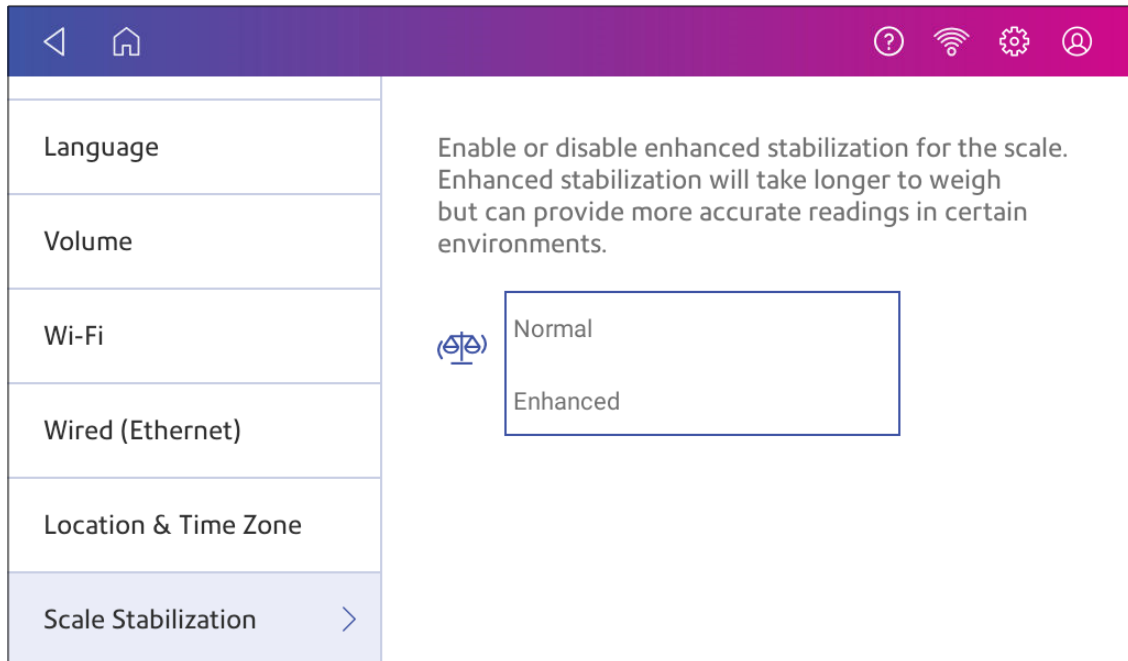 Language
Volume
Wi-Fi
Wired (Ethernet)
Location & Time Zone
Scale Stabilization
Enable or disable enhanced stabilization for the scale.
Enhanced stabilization will take longer to weigh
but can provide more accurate readings in certain
environments.
Normal
Enhanced